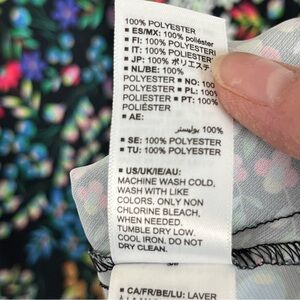 100% POLYESTER
■ ES/MX: 100% poliéster
■ FI: 100% POLYESTERI
■ IT: 100% POLIESTERE
■ JP: 100% ポリエステル
■ NL/BE: 100%
POLYESTER ■ NO: 100
POLYESTER ■ PL: 100
POLIESTER ■ PT: 100%
POLIÉSTER
■ AE:
100% بوليستر
■ SE: 100% POLYESTER
■ TU: 100% POLYESTER
■ US/UK/IE/AU:
MACHINE WASH COLD,
WASH WITH LIKE
COLORS, ONLY NON
CHLORINE BLEACH,
WHEN NEEDED.
TUMBLE DRY LOW.
COOL IRON. DO NOT
DRY CLEAN.
■ CA/FR/BE/LU: LAVER